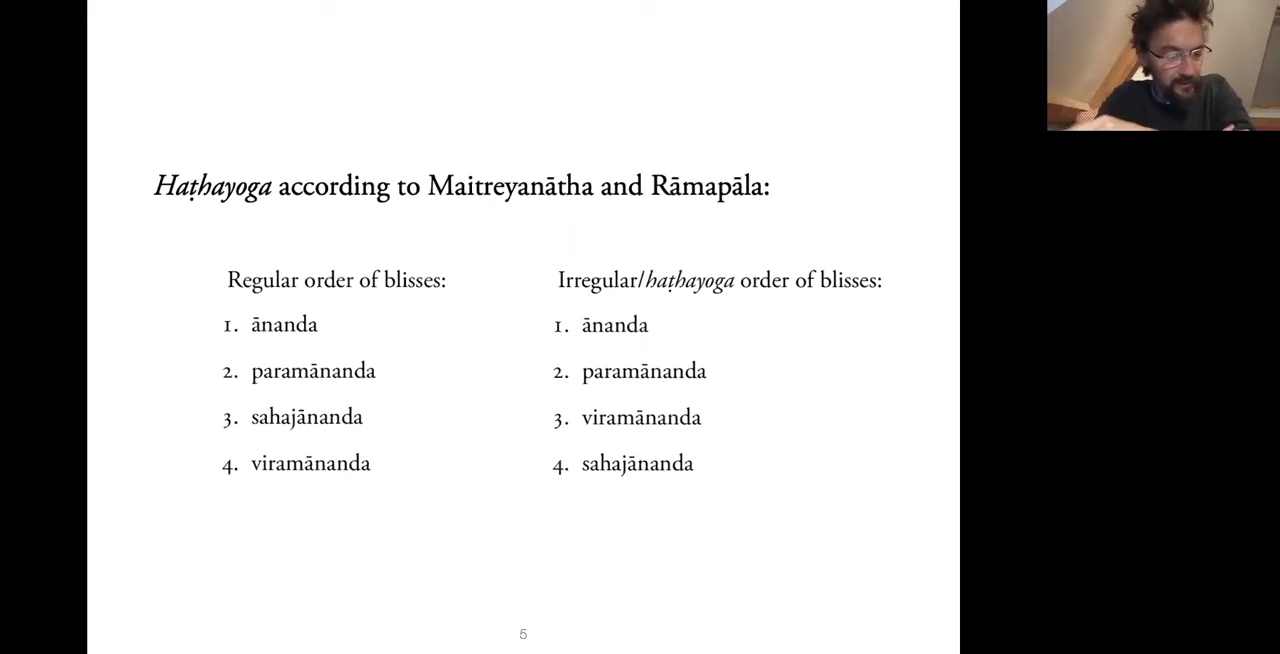 Haṭhayoga according to Maitreyanātha and Rāmapāla:
Regular order of blisses:
1. ānanda
2. paramānanda
3. sahajānanda
4. viramānanda
Irregular/haṭhayoga order of blisses:
1. ānanda
2. paramānanda
3. viramānanda
4. sahajānanda
5